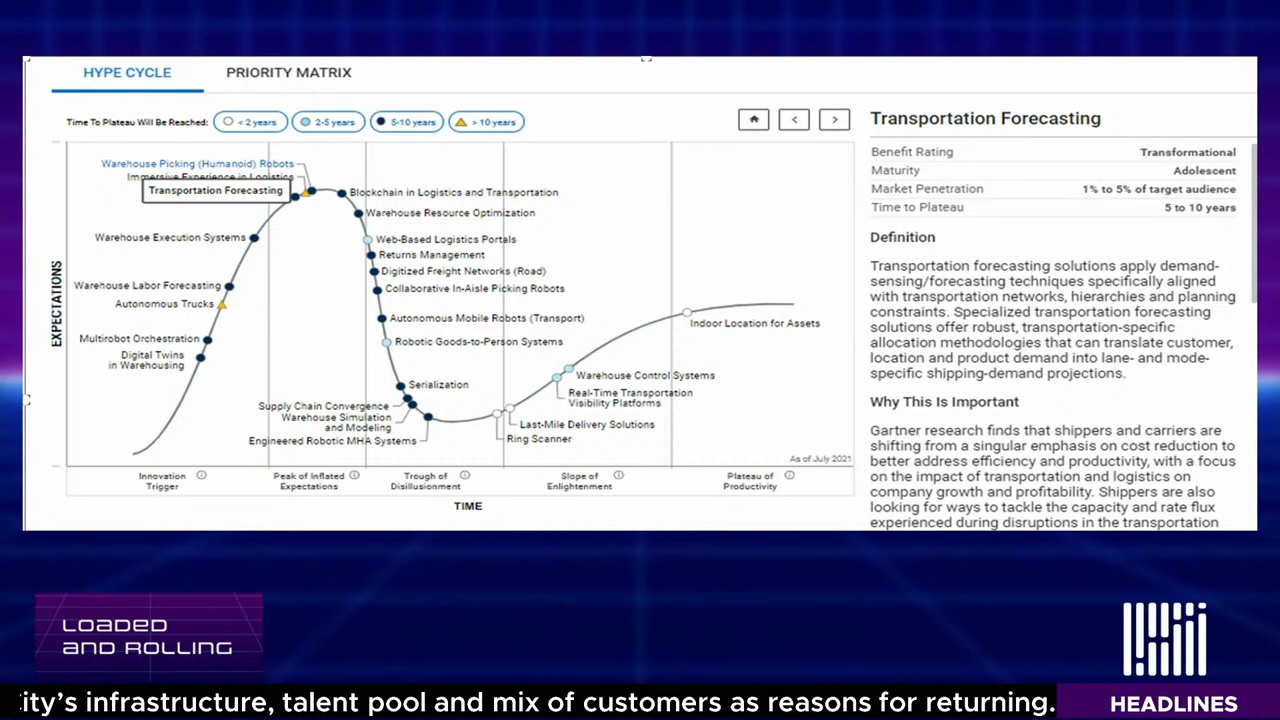 HYPE CYCLE
PRIORITY MATRIX
Time To Plateau Will Be Reached:
< 2 years
2-5 years
5-10 years
> 10 years
Warehouse Picking (Humanoid) Robots
Immersive Experience in Logistics
Transportation Forecasting
Blockchain in Logistics and Transportation
Warehouse Resource Optimization
Warehouse Execution Systems
Web-Based Logistics Portals
Returns Management
Digitized Freight Networks (Road)
Warehouse Labor Forecasting
Collaborative In-Aisle Picking Robots
Autonomous Trucks
Autonomous Mobile Robots (Transport)
Multirobot Orchestration
Robotic Goods-to-Person Systems
Digital Twins
in Warehousing
Serialization
Supply Chain Convergence
Warehouse Simulation
and Modeling
Engineered Robotic MHA Systems
Indoor Location for Assets
Warehouse Control Systems
Real-Time Transportation
Visibility Platforms
Last-Mile Delivery Solutions
Ring Scanner
As of July 2021
EXPECTATIONS
Innovation
Trigger
Peak of Inflated
Expectations
Trough of
Disillusionment
Slope of
Enlightenment
Plateau of
Productivity
TIME
Transportation Forecasting
Benefit Rating Transformational
Maturity Adolescent
Market Penetration 1% to 5% of target audience
Time to Plateau 5 to 10 years
Definition
Transportation forecasting solutions apply demand-
sensing/forecasting techniques specifically aligned
with transportation networks, hierarchies and planning
constraints. Specialized transportation forecasting
solutions offer robust, transportation-specific
allocation methodologies that can translate customer,
location and product demand into lane- and mode-
specific shipping-demand projections.
Why This Is Important
Gartner research finds that shippers and carriers are
shifting from a singular emphasis on cost reduction to
better address efficiency and productivity, with a focus
on the impact of transportation and logistics on
company growth and profitability. Shippers are also
looking for ways to tackle the capacity and rate flux
experienced during disruptions in the transportation
LOADED
AND ROLLING
ity's infrastructure, talent pool and mix of customers as reasons for returning.
HEADLINES